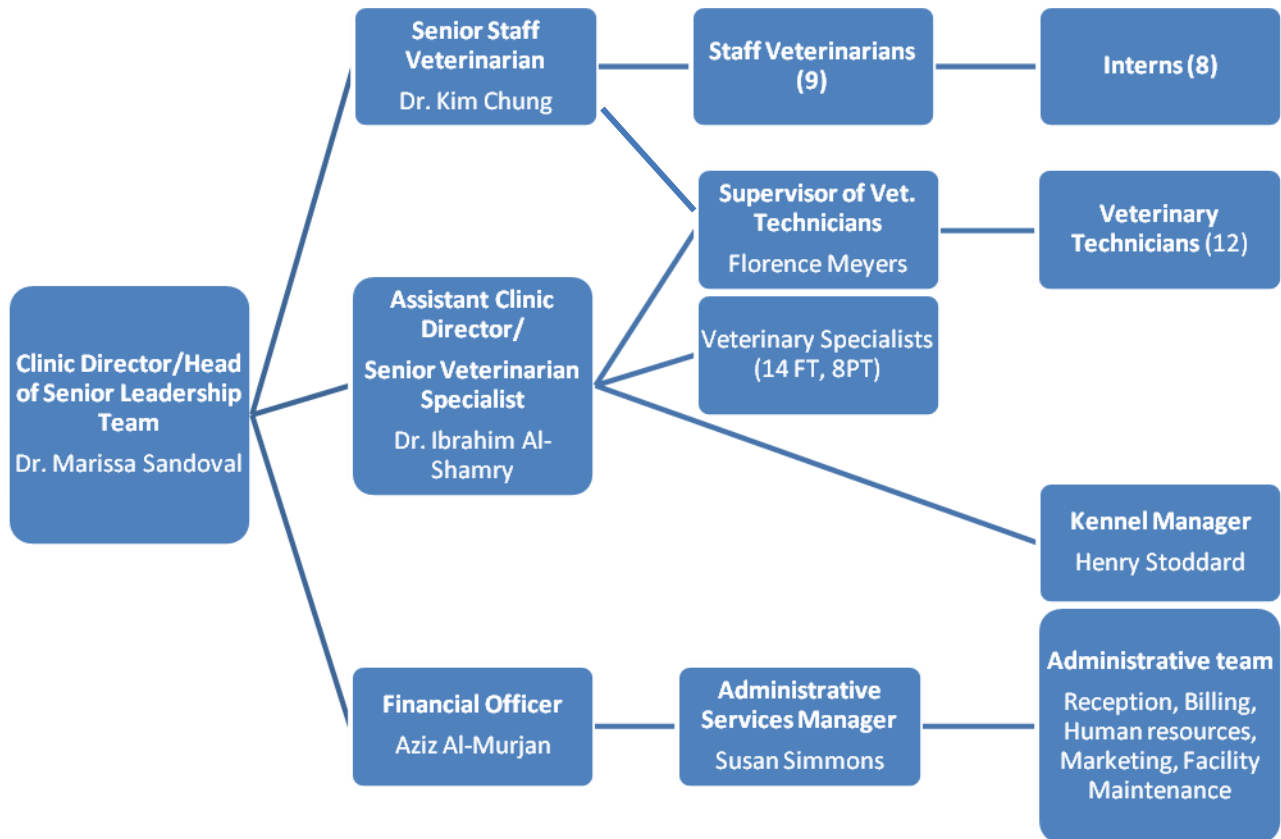 Senior Staff
Veterinarian
Dr. Kim Chung
Staff Veterinarians
(9)
Interns (8)
Supervisor of Vet.
Technicians
Florence Meyers
Veterinary
Technicians (12)
Clinic Director/Head
of Senior Leadership
Team
Dr. Marissa Sandoval
Assistant Clinic
Director/
Senior Veterinarian
Specialist
Dr. Ibrahim Al-
Shamry
Veterinary Specialists
(14 FT, 8PT)
Kennel Manager
Henry Stoddard
Financial Officer
Aziz Al-Murjan
Administrative
Services Manager
Susan Simmons
Administrative team
Reception, Billing,
Human resources,
Marketing, Facility
Maintenance